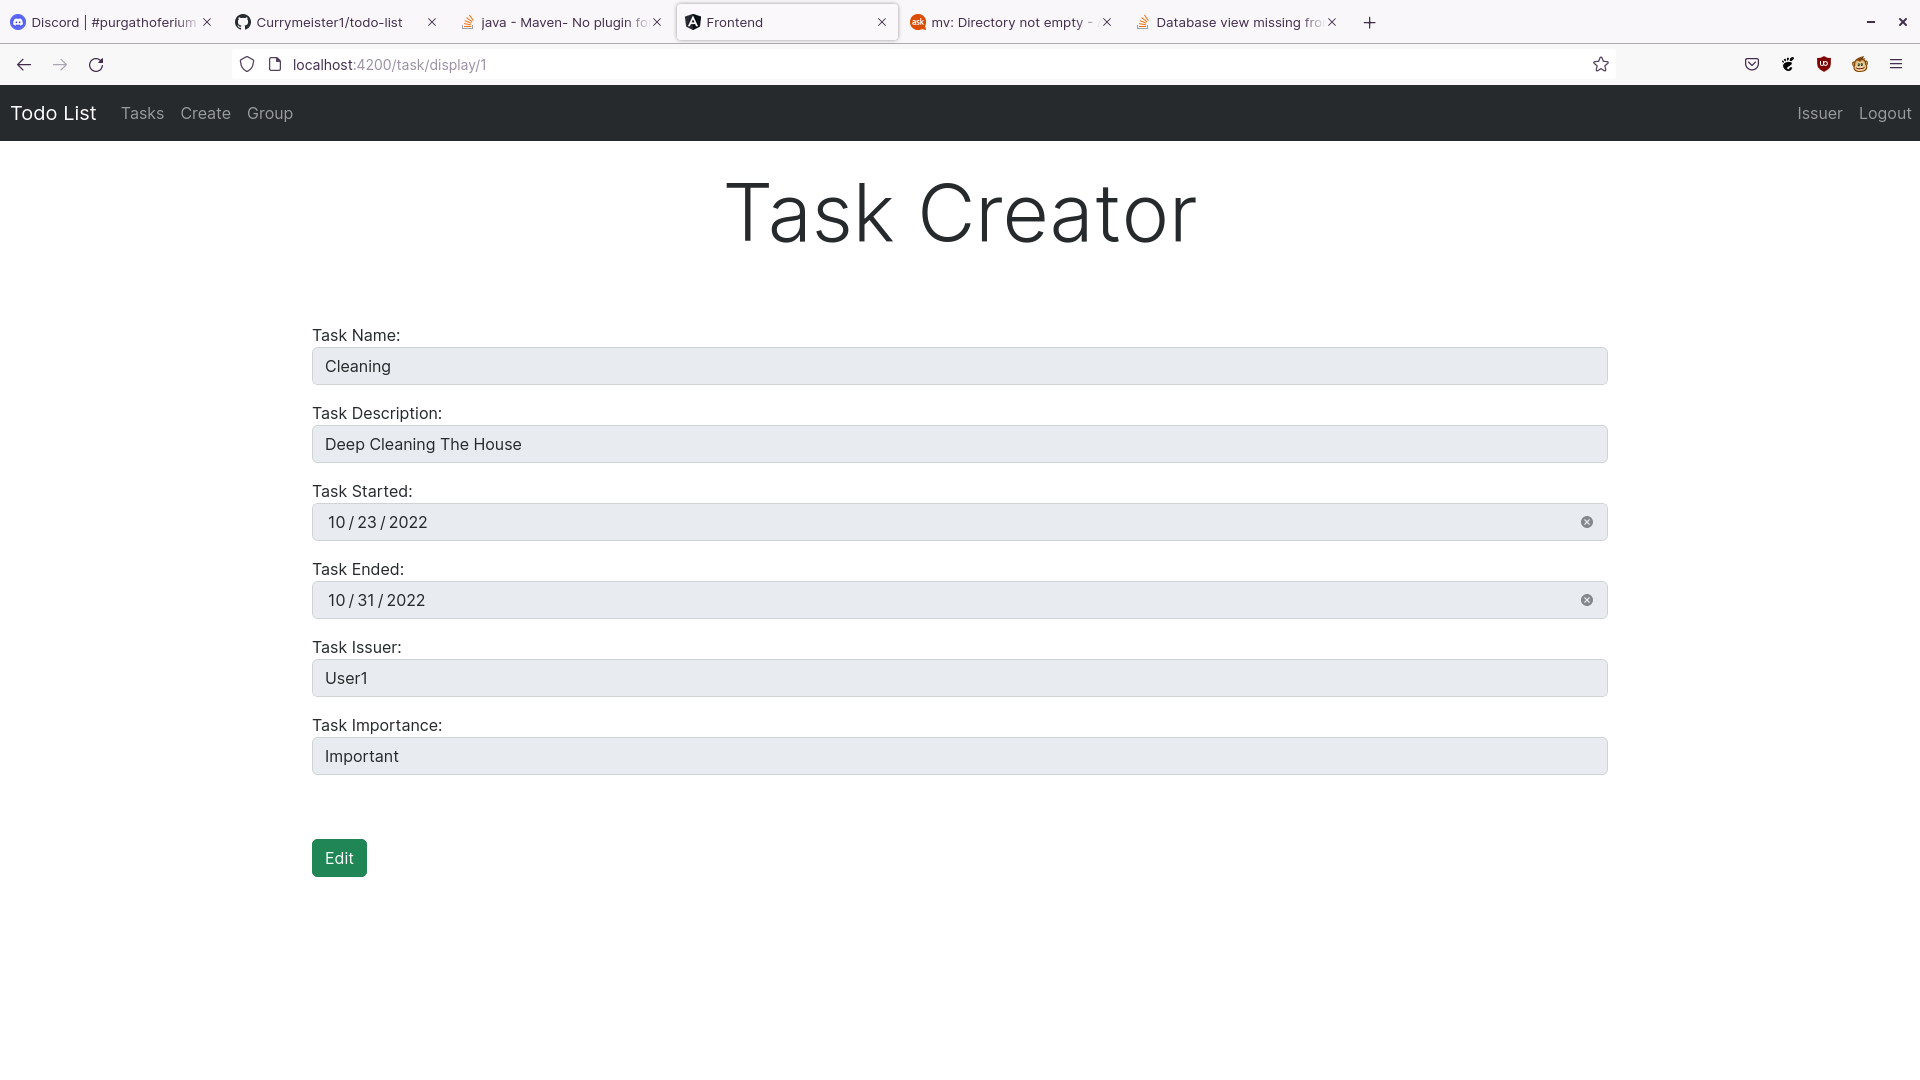 Discord | #purgathoferium
Currymeister1/todo-list
java - Maven- No plugin fo
Frontend
mv: Directory not empty -
Database view missing fro
localhost:4200/task/display/1
Todo List Tasks Create Group Issuer Logout
Task Creator
Task Name:
Cleaning
Task Description:
Deep Cleaning The House
Task Started:
10 / 23 / 2022
Task Ended:
10 / 31 / 2022
Task Issuer:
User1
Task Importance:
Important
Edit